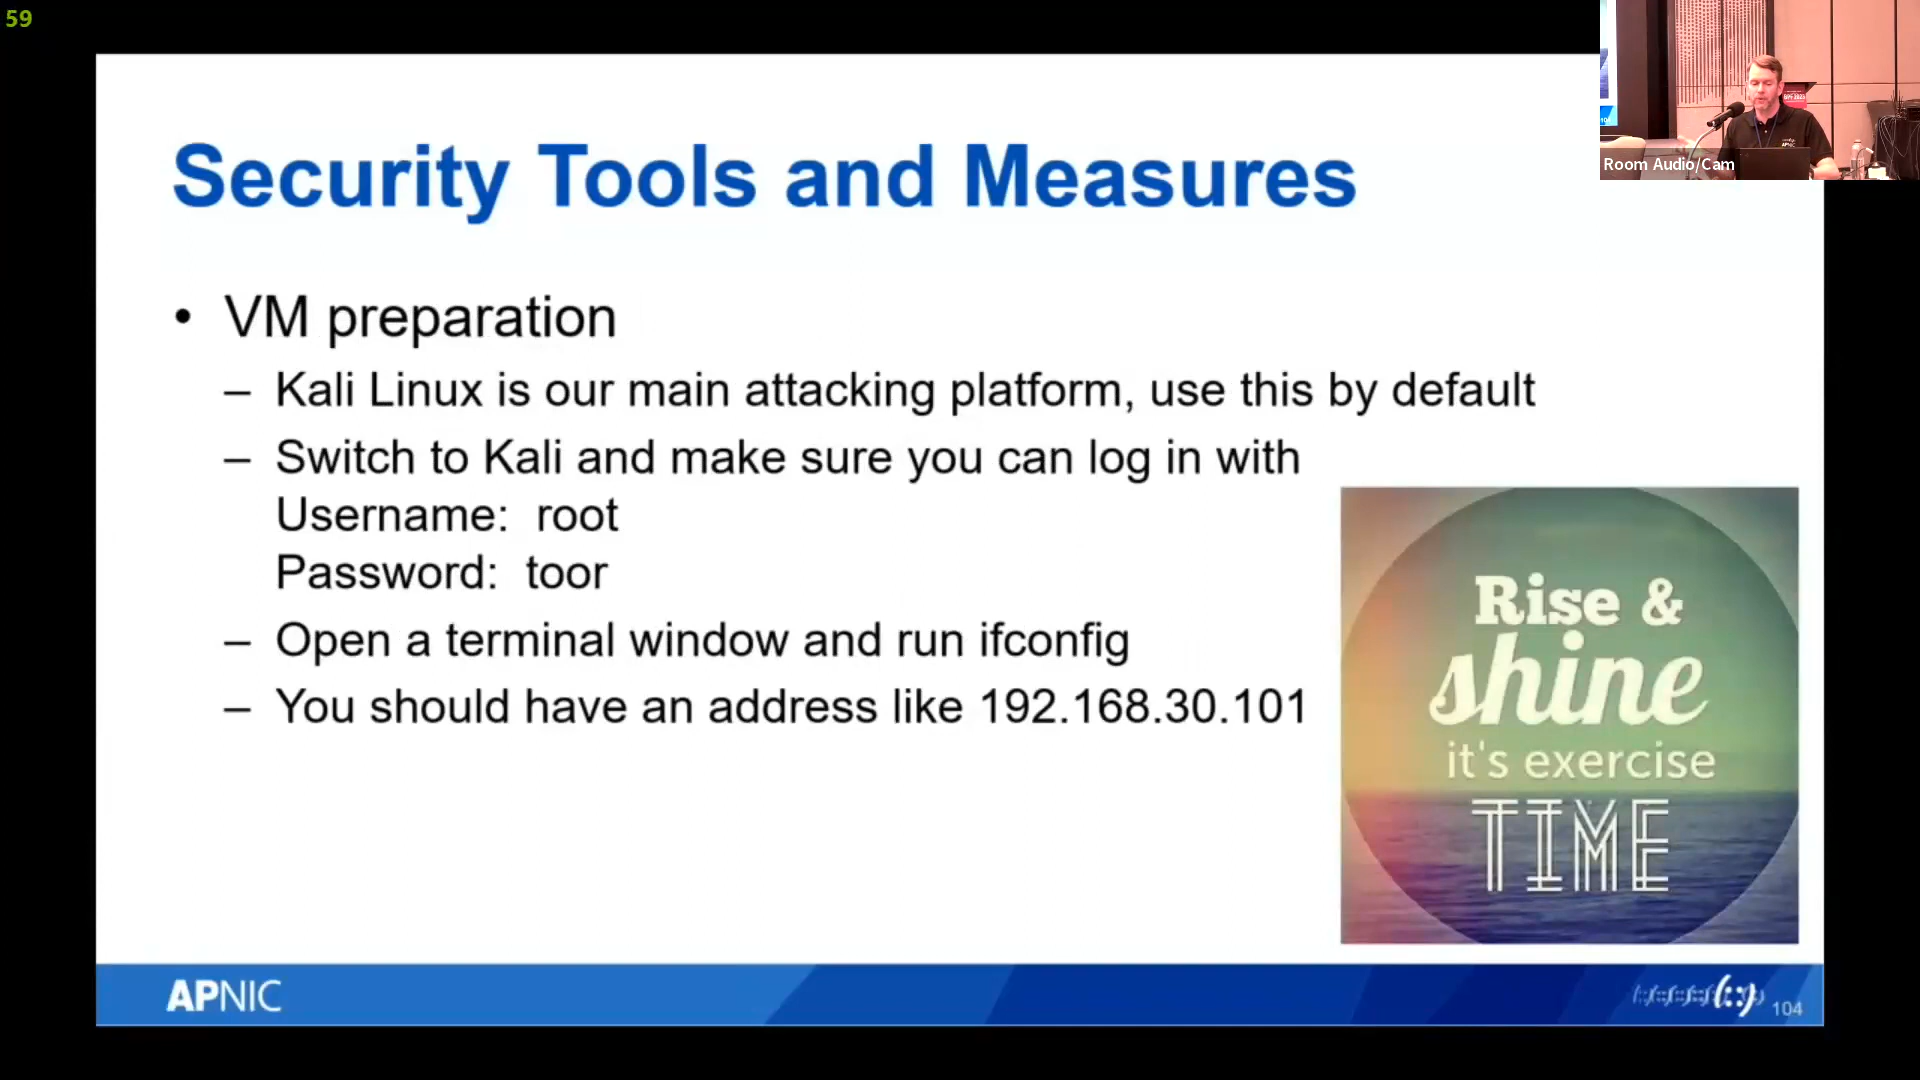 59
Security Tools and Measures
• VM preparation
– Kali Linux is our main attacking platform, use this by default
– Switch to Kali and make sure you can log in with
Username: root
Password: toor
– Open a terminal window and run ifconfig
– You should have an address like 192.168.30.101
Rise &
shine
it's exercise
TIME
APNIC
(::)
104
Room Audio/Cam